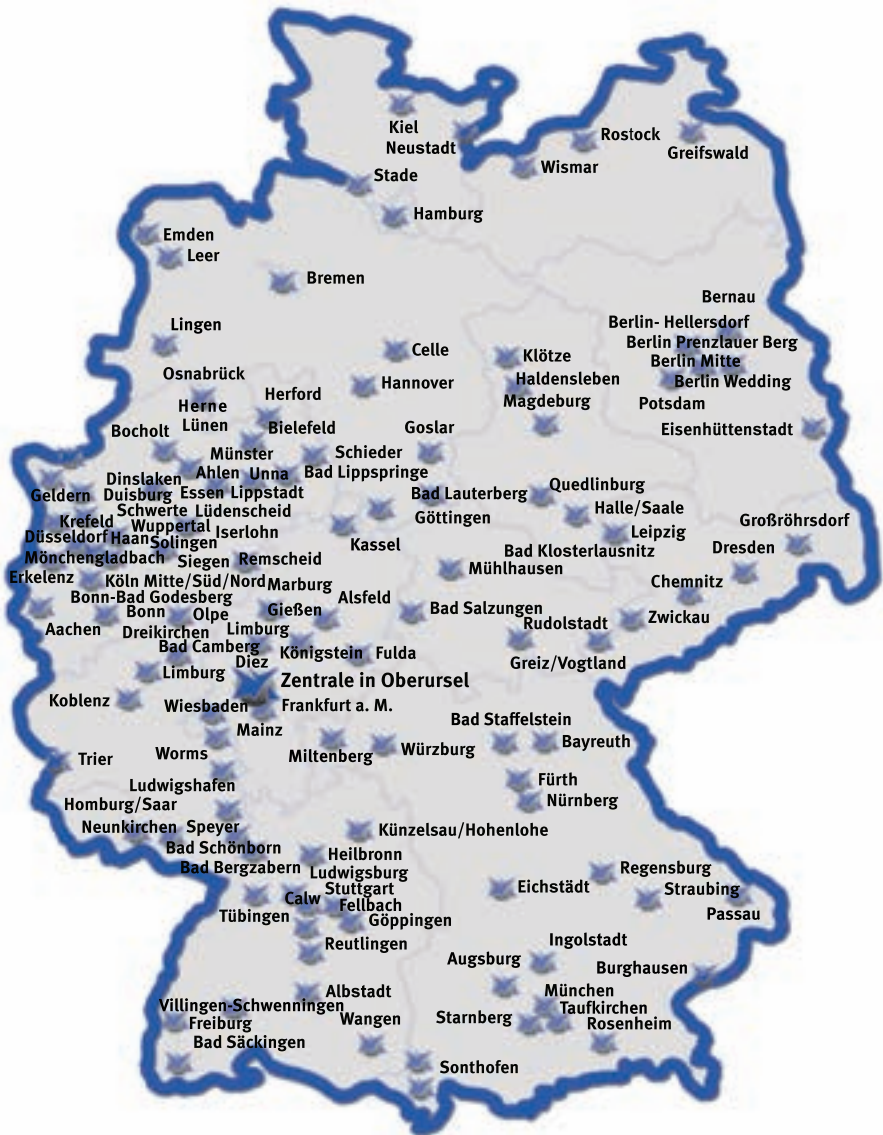 Kiel
Neustadt
Rostock
Greifswald
Wismar
Stade
Hamburg
Emden
Leer
Bremen
Bernau
Lingen
Berlin- Hellersdorf
Berlin Prenzlauer Berg
Celle
Klötze
Berlin Mitte
Osnabrück
Hannover
Haldensleben
Berlin Wedding
Herford
Magdeburg
Potsdam
Herne
Lünen
Bielefeld
Goslar
Eisenhüttenstadt
Bocholt
Münster
Schieder
Dinslaken
Ahlen
Unna
Bad Lippspringe
Geldern
Duisburg
Essen
Lippstadt
Bad Lauterberg
Quedlinburg
Schwerte
Lüdenscheid
Göttingen
Halle/Saale
Krefeld
Wuppertal
Iserlohn
Leipzig
Großröhrsdorf
Düsseldorf
Haan
Solingen
Kassel
Bad Klosterlausnitz
Dresden
Mönchengladbach
Siegen
Remscheid
Mühlhausen
Erkelenz
Köln Mitte/Süd/Nord
Marburg
Chemnitz
Bonn-Bad Godesberg
Alsfeld
Bonn
Olpe
Gießen
Bad Salzungen
Rudolstadt
Zwickau
Aachen
Dreikirchen
Limburg
Bad Camberg
Königstein
Fulda
Greiz/Vogtland
Diez
Limburg
Zentrale in Oberursel
Koblenz
Wiesbaden
Frankfurt a. M.
Mainz
Bad Staffelstein
Worms
Miltenberg
Würzburg
Bayreuth
Trier
Ludwigshafen
Fürth
Homburg/Saar
Nürnberg
Neunkirchen
Speyer
Künzelsau/Hohenlohe
Bad Schönborn
Heilbronn
Bad Bergzabern
Ludwigsburg
Regensburg
Stuttgart
Eichstädt
Straubing
Calw
Fellbach
Tübingen
Göppingen
Passau
Reutlingen
Ingolstadt
Augsburg
Burghausen
Albstadt
München
Villingen-Schwenningen
Taufkirchen
Freiburg
Wangen
Starnberg
Rosenheim
Bad Säckingen
Sonthofen